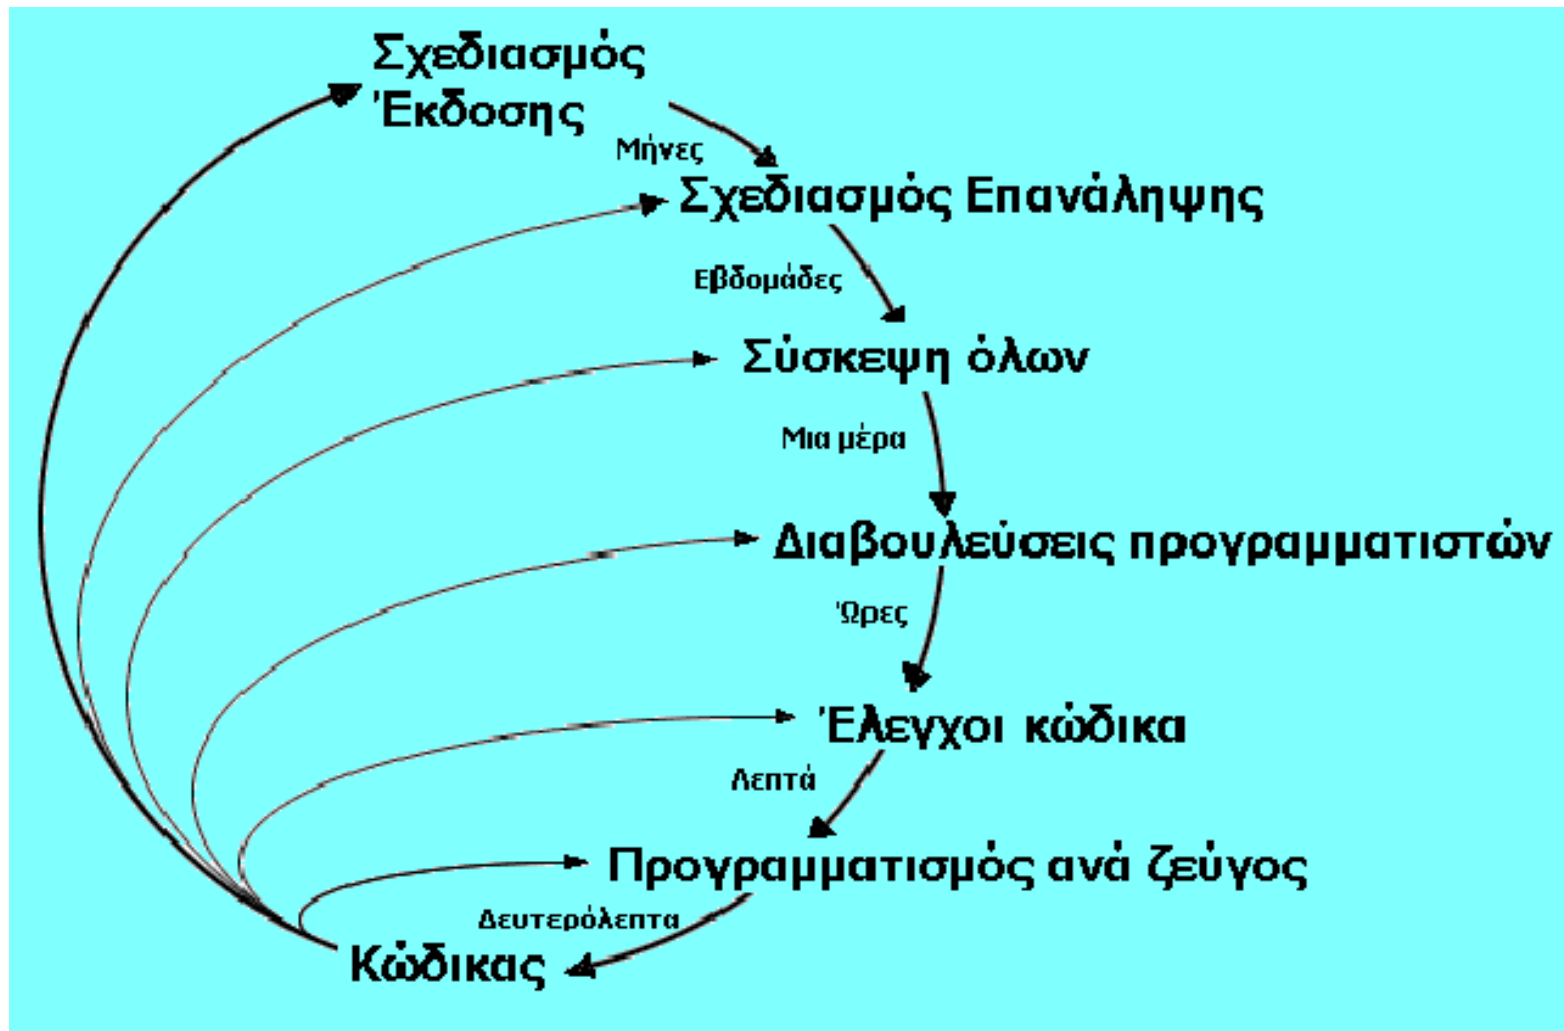 Σχεδιασμός
Έκδοσης
Μήνες
Σχεδιασμός Επανάληψης
Εβδομάδες
Σύσκεψη όλων
Μια μέρα
Διαβουλεύσεις προγραμματιστών
Ώρες
Έλεγχοι κώδικα
Λεπτά
Προγραμματισμός ανά ζεύγος
Δευτερόλεπτα
Κώδικας